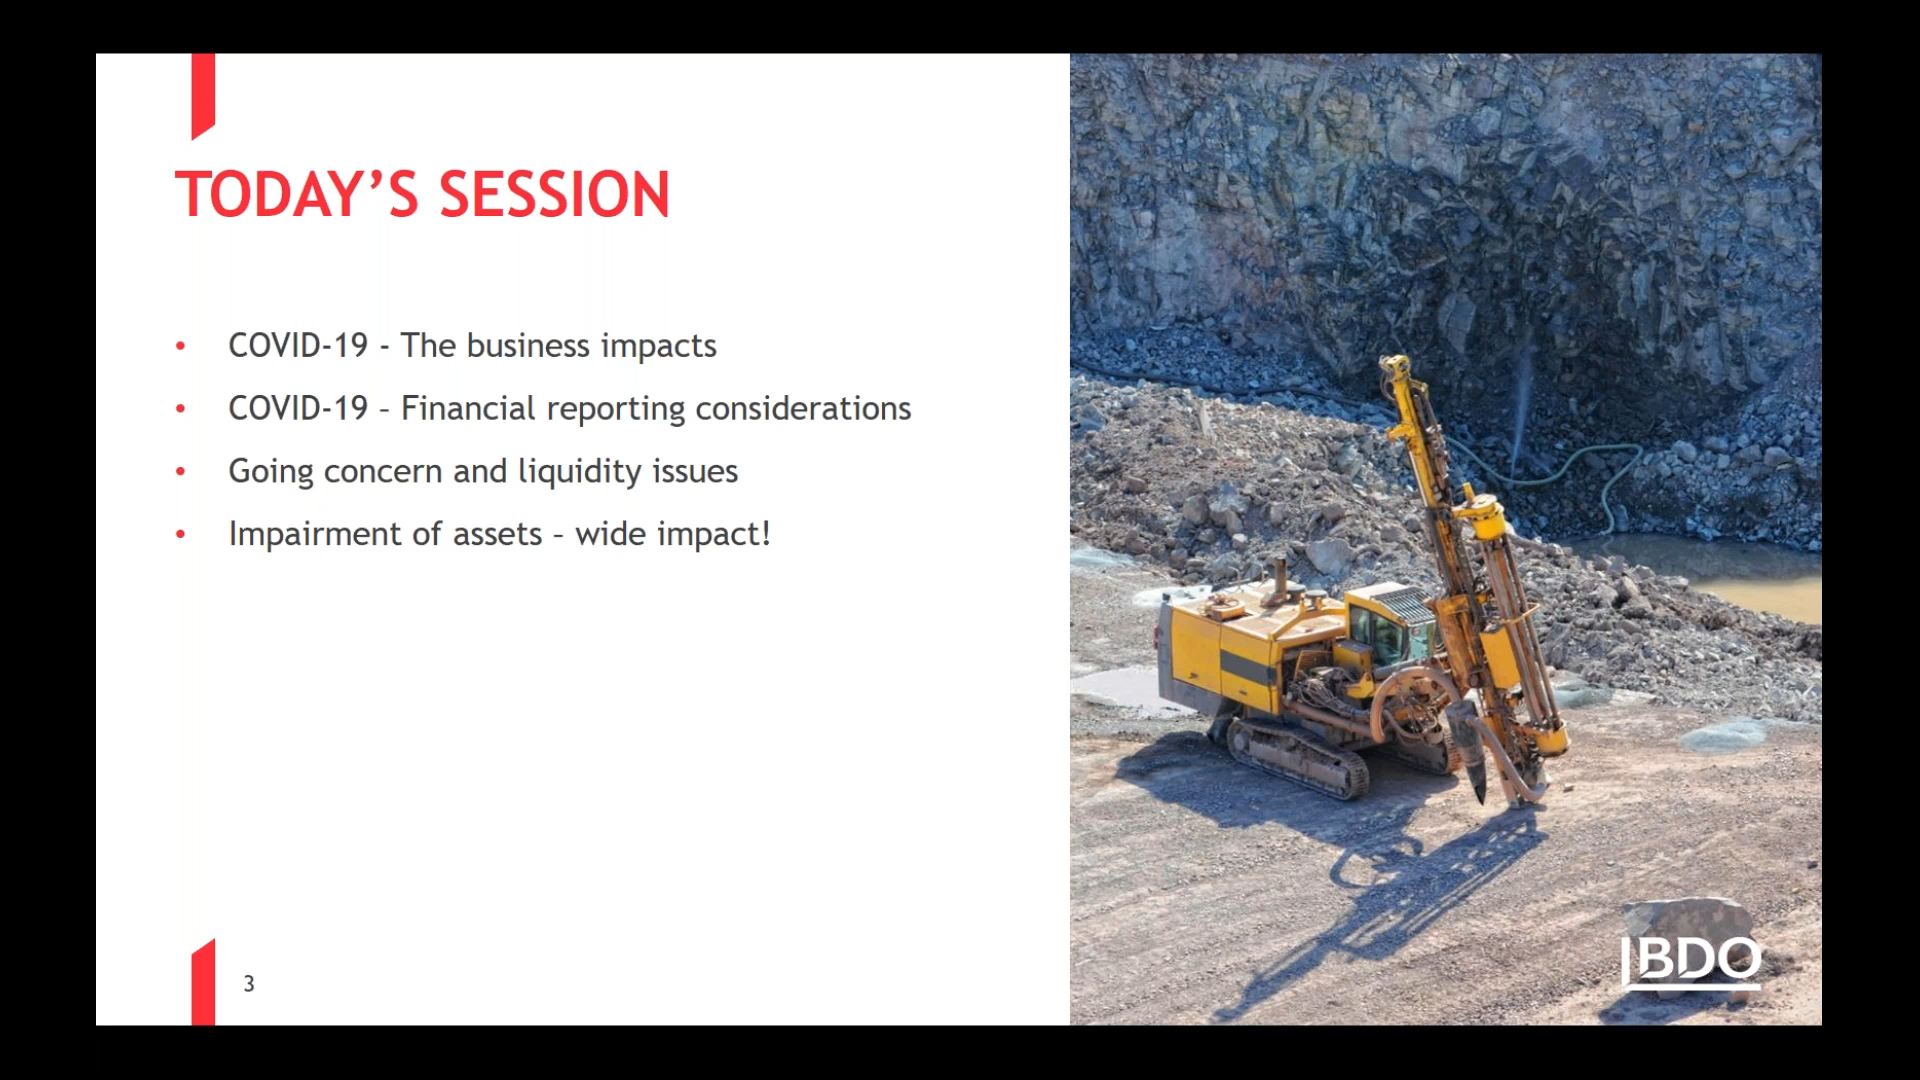 TODAY’S SESSION
• COVID-19 - The business impacts
• COVID-19 – Financial reporting considerations
• Going concern and liquidity issues
• Impairment of assets – wide impact!
3
BDO